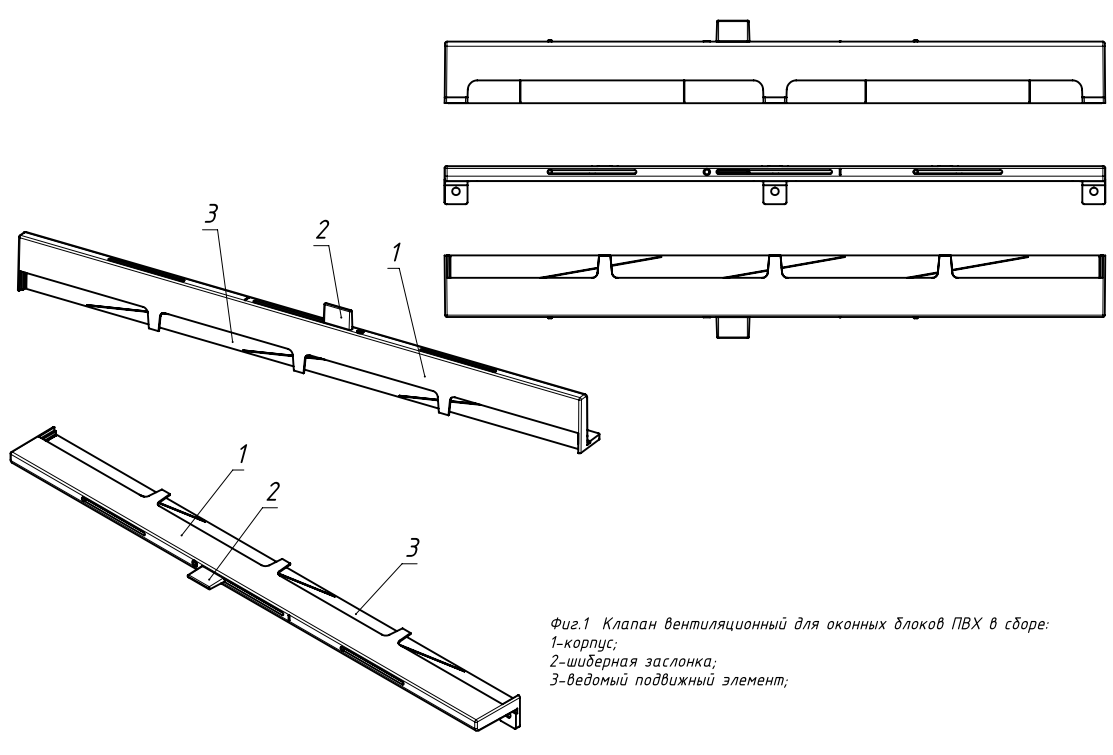 3
2
1
1
2
3
Фиг.1 Клапан вентиляционный для оконных блоков ПВХ в сборе:
1-корпус;
2-шиберная заслонка;
3-ведомый подвижный элемент;